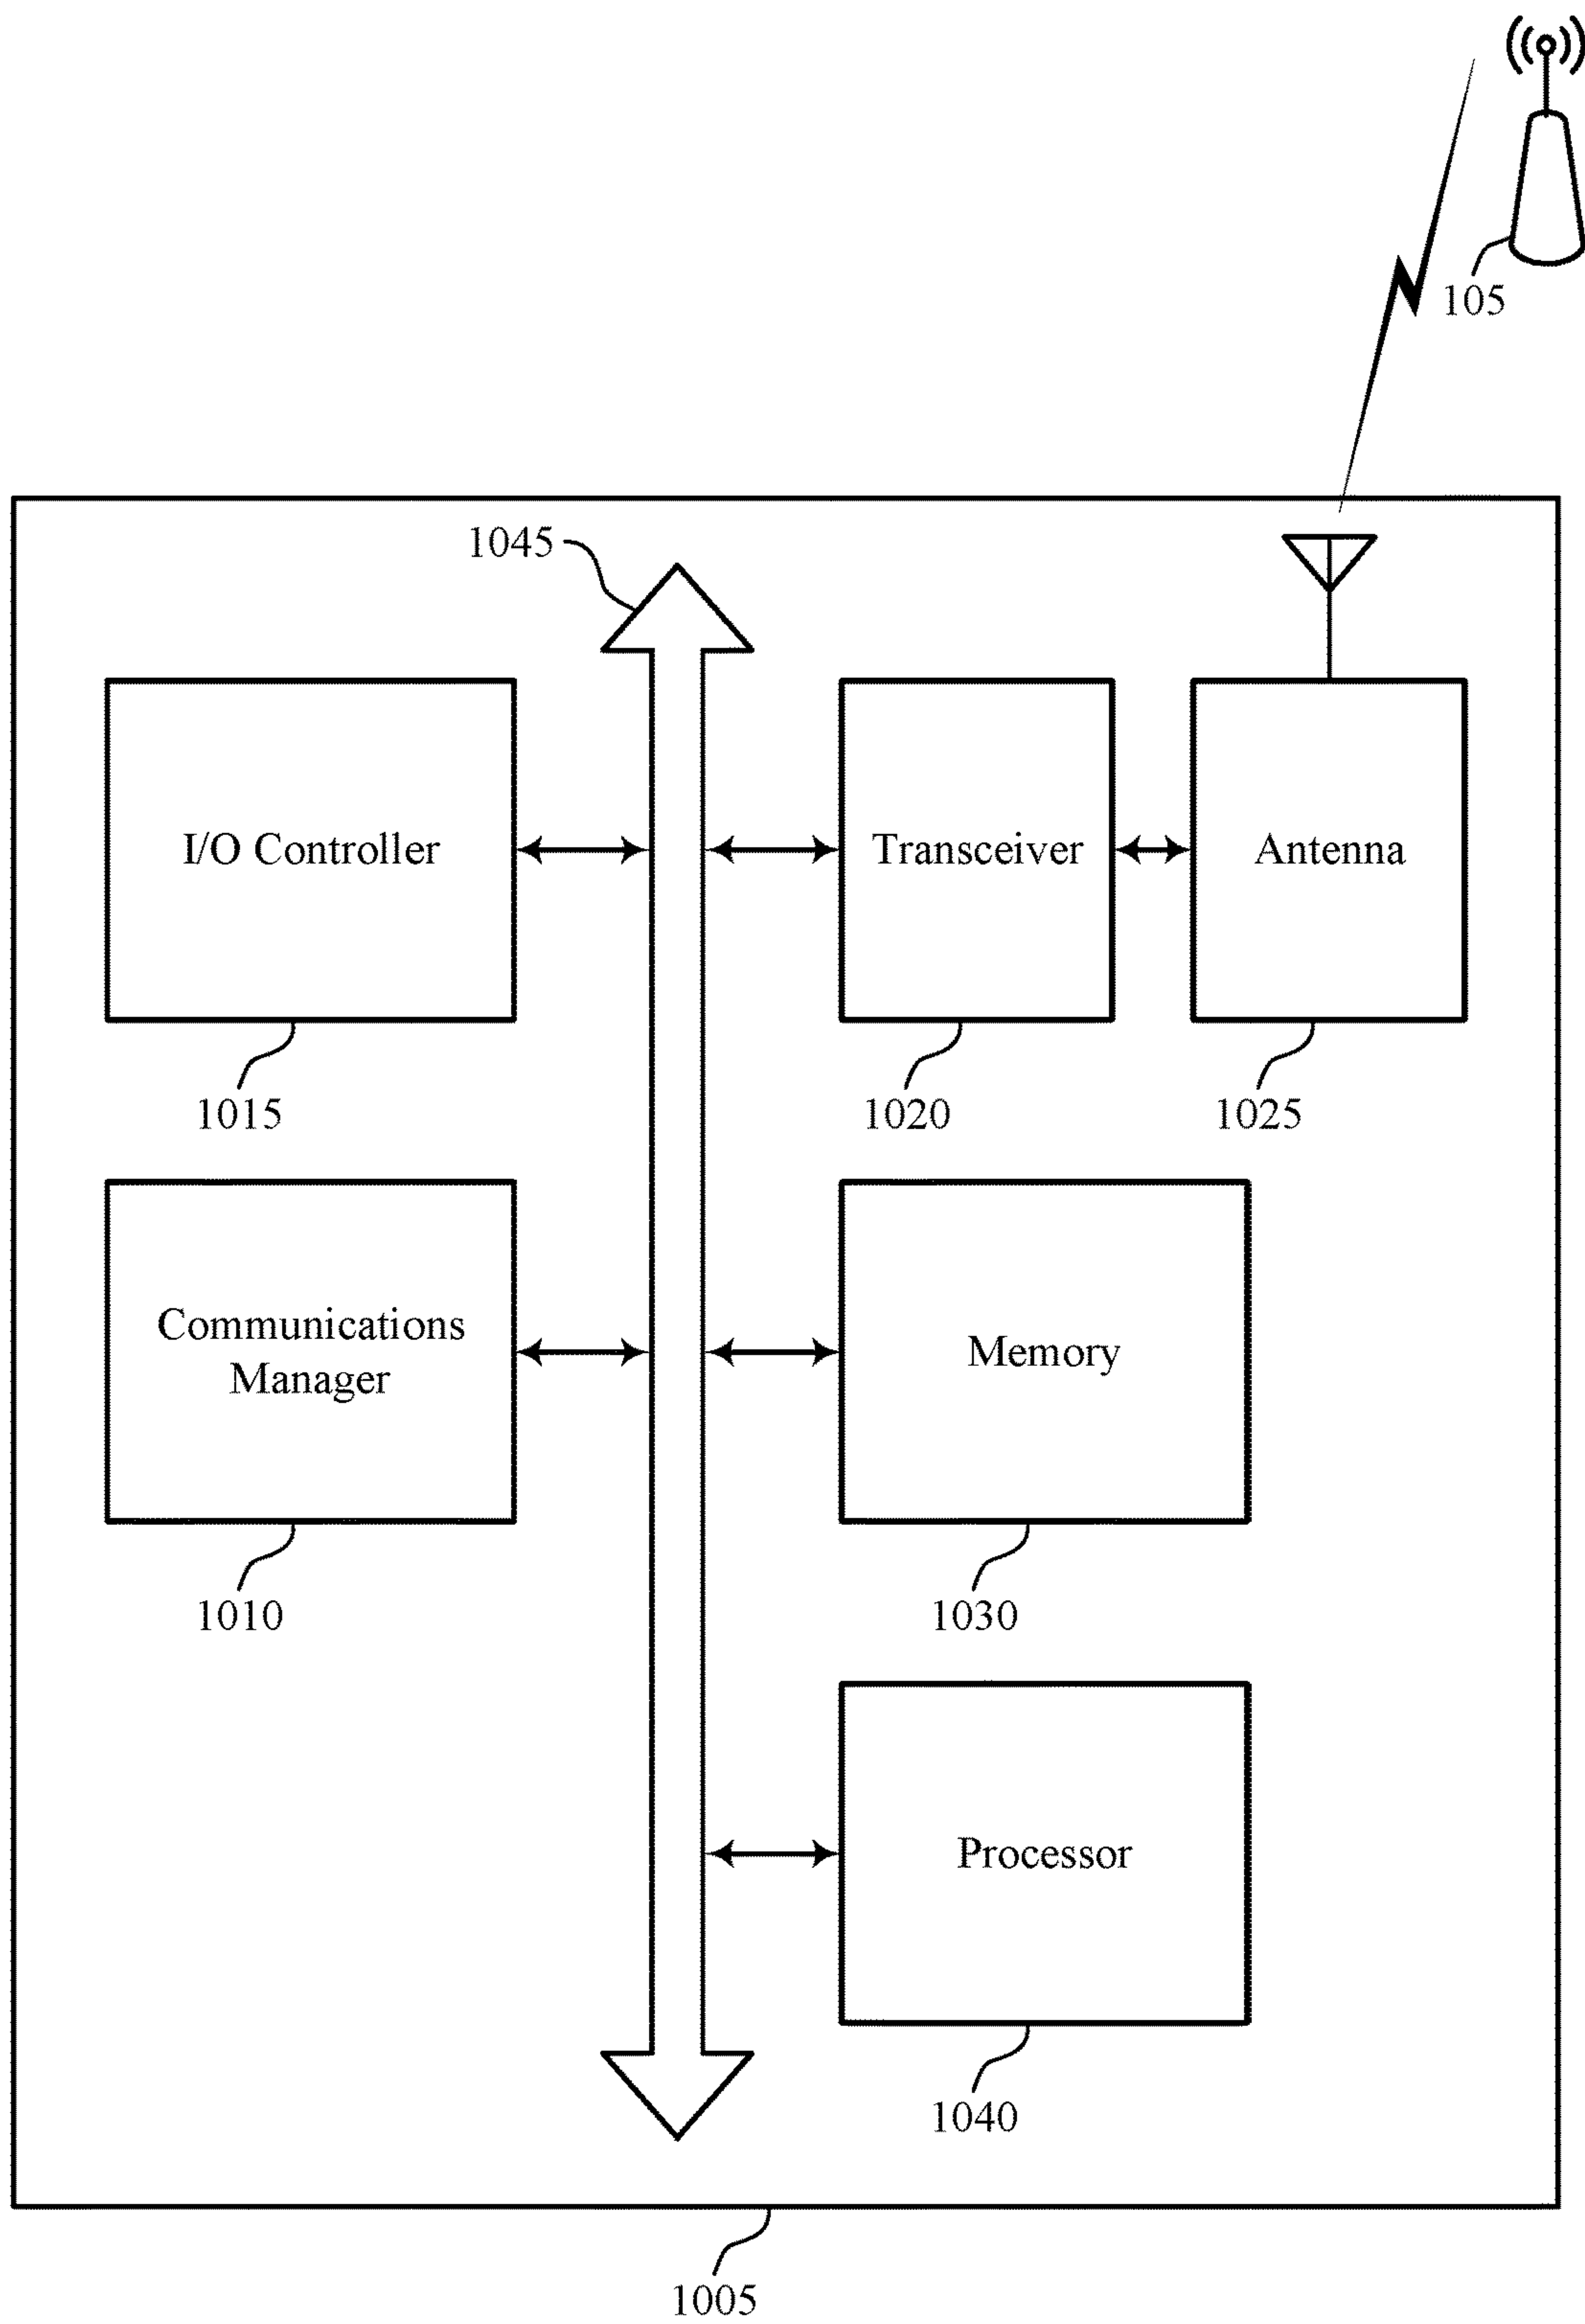 105
1045
I/O Controller
Transceiver
Antenna
1015
1020
1025
Communications
Manager
Memory
1010
1030
Processor
1040
1005